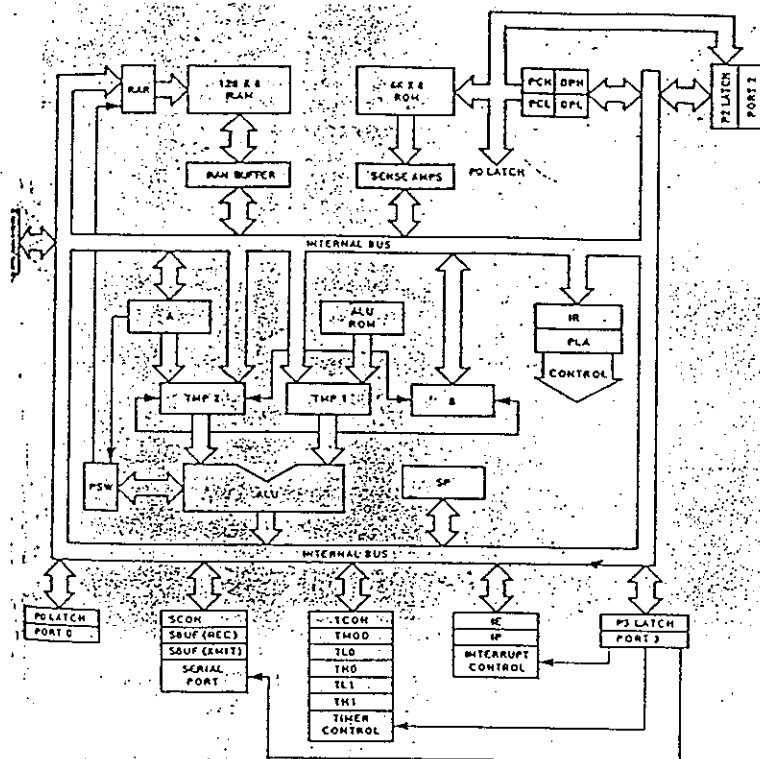 RAR
128 X 8
RAM
4K X 8
ROM
PCH
DPH
PCL
DPL
P2 LATCH
PORT 2
RAM BUFFER
SENSE AMPS
PO LATCH
INTERNAL BUS
A
ALU
ROM
IR
PLA
CONTROL
TMP 2
TMP 1
B
PSW
ALU
SP
INTERNAL BUS
PO LATCH
PORT 0
SCON
SBUF (REC)
SBUF (XMIT)
SERIAL
PORT
TCON
TMOD
TL0
TH0
TL1
TH1
TIMER
CONTROL
IE
IP
INTERRUPT
CONTROL
P3 LATCH
PORT 3